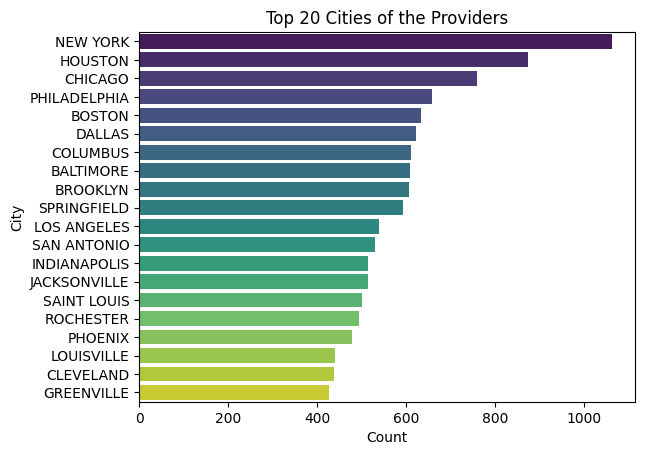 Top 20 Cities of the Providers
NEW YORK
HOUSTON
CHICAGO
PHILADELPHIA
BOSTON
DALLAS
COLUMBUS
BALTIMORE
BROOKLYN
SPRINGFIELD
LOS ANGELES
SAN ANTONIO
INDIANAPOLIS
JACKSONVILLE
SAINT LOUIS
ROCHESTER
PHOENIX
LOUISVILLE
CLEVELAND
GREENVILLE
City
0 200 400 600 800 1000
Count